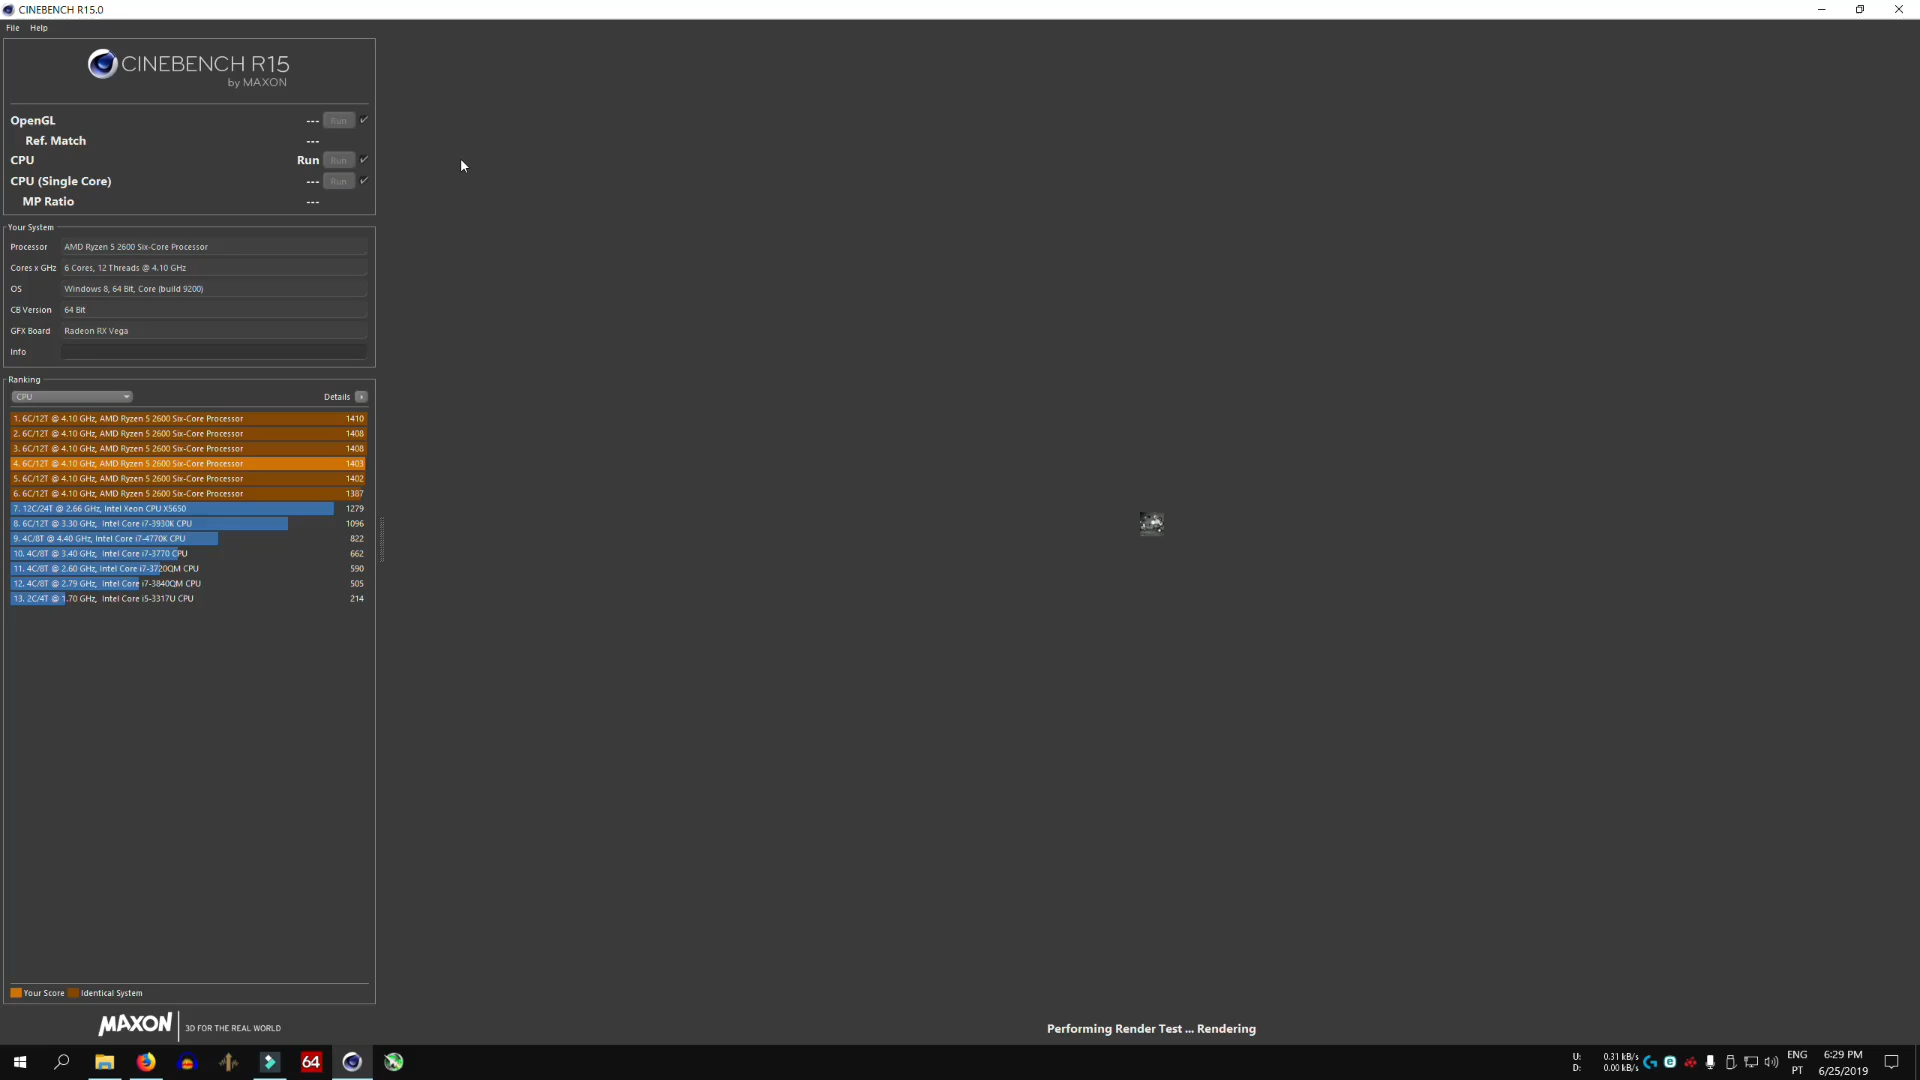 CINEBENCH R15.0
File Help
CINEBENCH R15
by MAXON
OpenGL --- Run
Ref. Match ---
CPU Run Run
CPU (Single Core) --- Run
MP Ratio ---
Your System
Processor AMD Ryzen 5 2600 Six-Core Processor
Cores x GHz 6 Cores, 12 Threads @ 4.10 GHz
OS Windows 8, 64 Bit, Core (build 9200)
CB Version 64 Bit
GFX Board Radeon RX Vega
Info
Ranking
CPU Details
1. 6C/12T @ 4.10 GHz, AMD Ryzen 5 2600 Six-Core Processor 1410
2. 6C/12T @ 4.10 GHz, AMD Ryzen 5 2600 Six-Core Processor 1408
3. 6C/12T @ 4.10 GHz, AMD Ryzen 5 2600 Six-Core Processor 1408
4. 6C/12T @ 4.10 GHz, AMD Ryzen 5 2600 Six-Core Processor 1403
5. 6C/12T @ 4.10 GHz, AMD Ryzen 5 2600 Six-Core Processor 1402
6. 6C/12T @ 4.10 GHz, AMD Ryzen 5 2600 Six-Core Processor 1387
7. 12C/24T @ 2.66 GHz, Intel Xeon CPU X5650 1279
8. 6C/12T @ 3.30 GHz, Intel Core i7-3930K CPU 1096
9. 4C/8T @ 4.40 GHz, Intel Core i7-4770K CPU 822
10. 4C/8T @ 3.40 GHz, Intel Core i7-3770 CPU 662
11. 4C/8T @ 2.60 GHz, Intel Core i7-3720QM CPU 590
12. 4C/8T @ 2.79 GHz, Intel Core i7-3840QM CPU 505
13. 2C/4T @ 1.70 GHz, Intel Core i5-3317U CPU 214
Your Score Identical System
MAXON 3D FOR THE REAL WORLD
Performing Render Test ... Rendering
64
U: 0.31 kB/s
D: 0.00 kB/s
ENG
PT
6:29 PM
6/25/2019